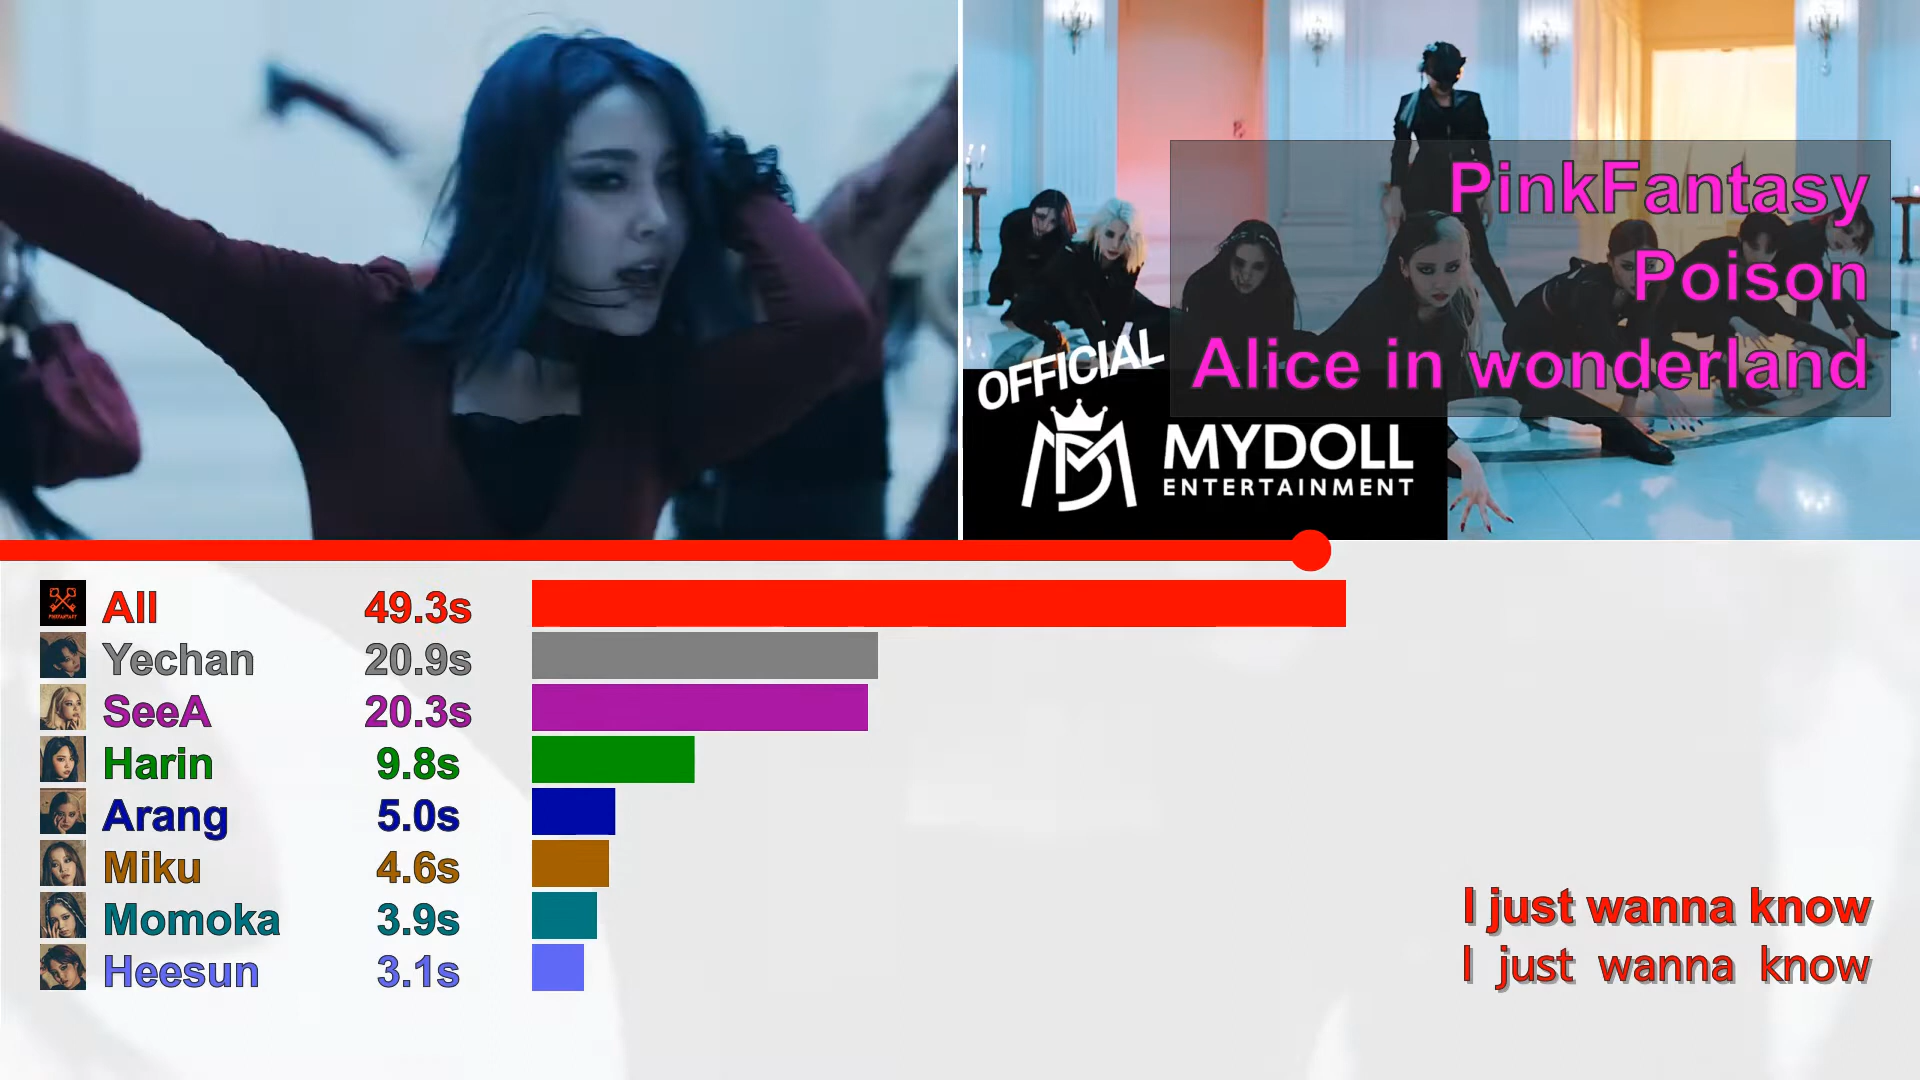 PinkFantasy
Poison
Alice in wonderland
OFFICIAL
MYDOLL
ENTERTAINMENT
All 49.3s
Yechan 20.9s
SeeA 20.3s
Harin 9.8s
Arang 5.0s
Miku 4.6s
Momoka 3.9s
Heesun 3.1s
I just wanna know
I just wanna know